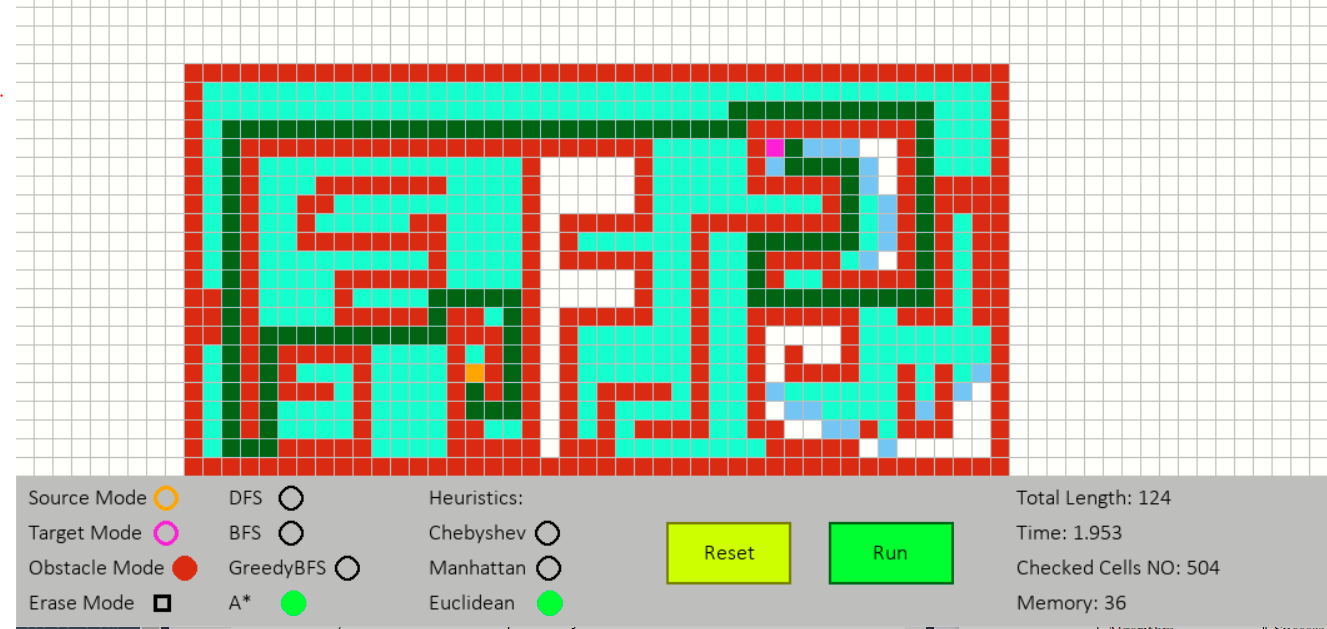 Source Mode DFS Heuristics: Total Length: 124
Target Mode BFS Chebyshev Reset Run Time: 1.953
Obstacle Mode GreedyBFS Manhattan Checked Cells NO: 504
Erase Mode A* Euclidean Memory: 36